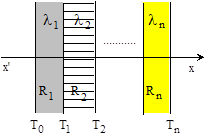 λ₁ λ₂ λₙ
............
x' x
R₁ R₂ Rₙ
T₀ T₁ T₂ Tₙ